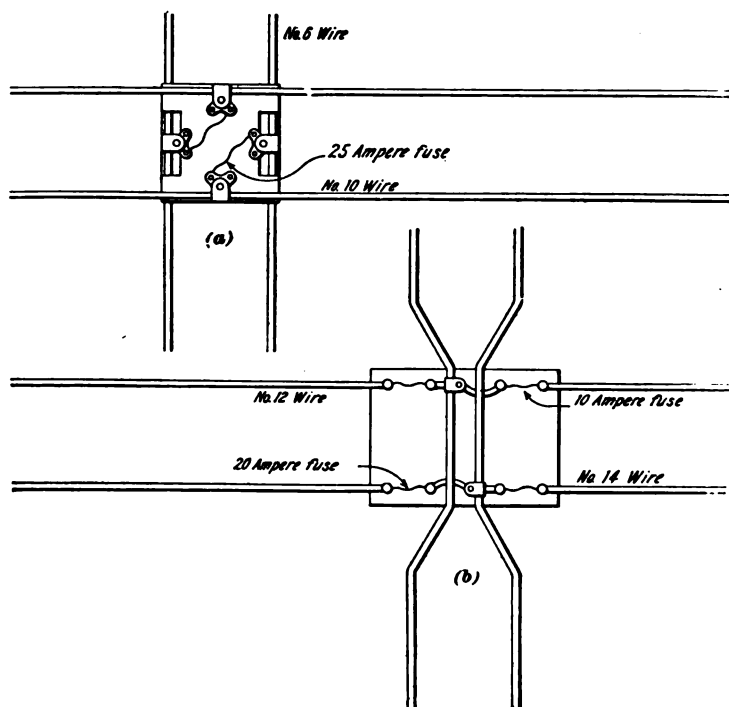 No. 6 Wire
25 Ampere fuse
No. 10 Wire
(a)
No. 12 Wire
10 Ampere fuse
20 Ampere fuse
No. 14 Wire
(b)